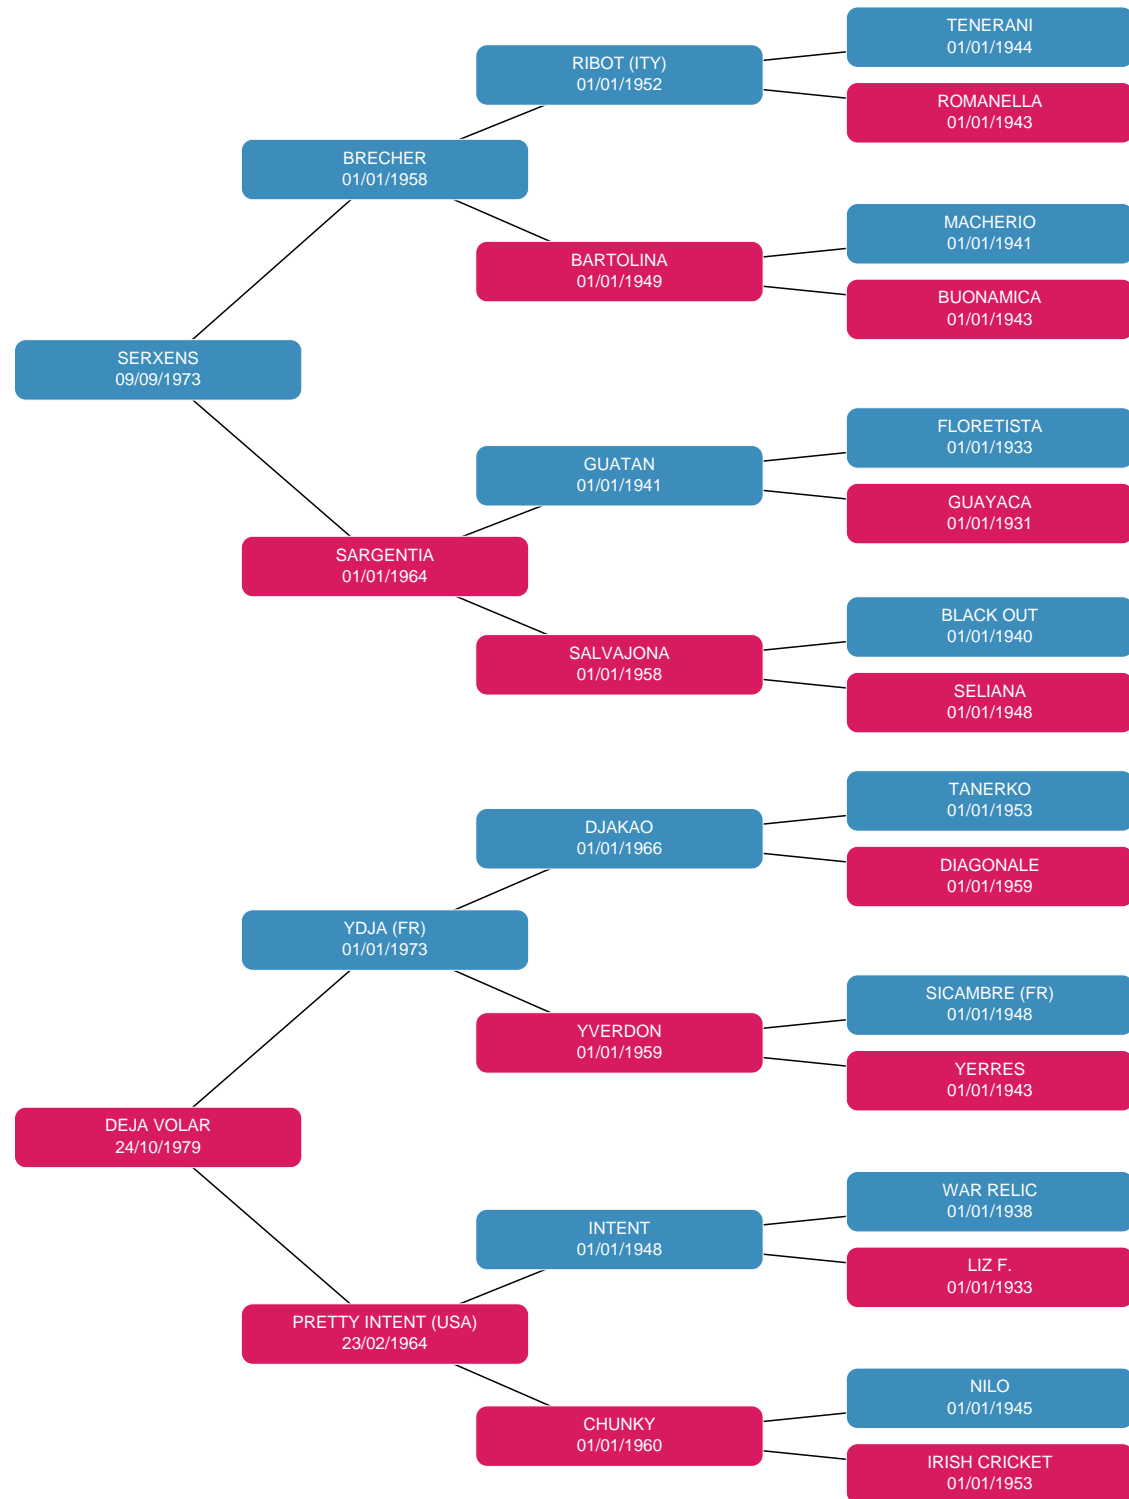 TENERANI
01/01/1944
RIBOT (ITY)
01/01/1952
ROMANELLA
01/01/1943
BRECHER
01/01/1958
MACHERIO
01/01/1941
BARTOLINA
01/01/1949
BUONAMICA
01/01/1943
SERXENS
09/09/1973
FLORETISTA
01/01/1933
GUATAN
01/01/1941
GUAYACA
01/01/1931
SARGENTIA
01/01/1964
BLACK OUT
01/01/1940
SALVAJONA
01/01/1958
SELIANA
01/01/1948
TANERKO
01/01/1953
DJAKAO
01/01/1966
DIAGONALE
01/01/1959
YDJA (FR)
01/01/1973
SICAMBRE (FR)
01/01/1948
YVERDON
01/01/1959
YERRES
01/01/1943
DEJA VOLAR
24/10/1979
WAR RELIC
01/01/1938
INTENT
01/01/1948
LIZ F.
01/01/1933
PRETTY INTENT (USA)
23/02/1964
NILO
01/01/1945
CHUNKY
01/01/1960
IRISH CRICKET
01/01/1953